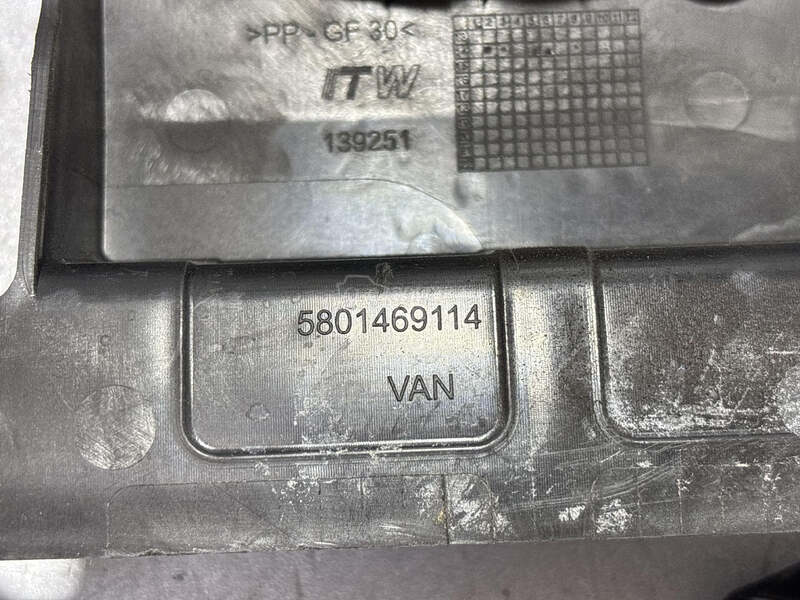 >PP-GF 30<
ITW
139251
5801469114
VAN